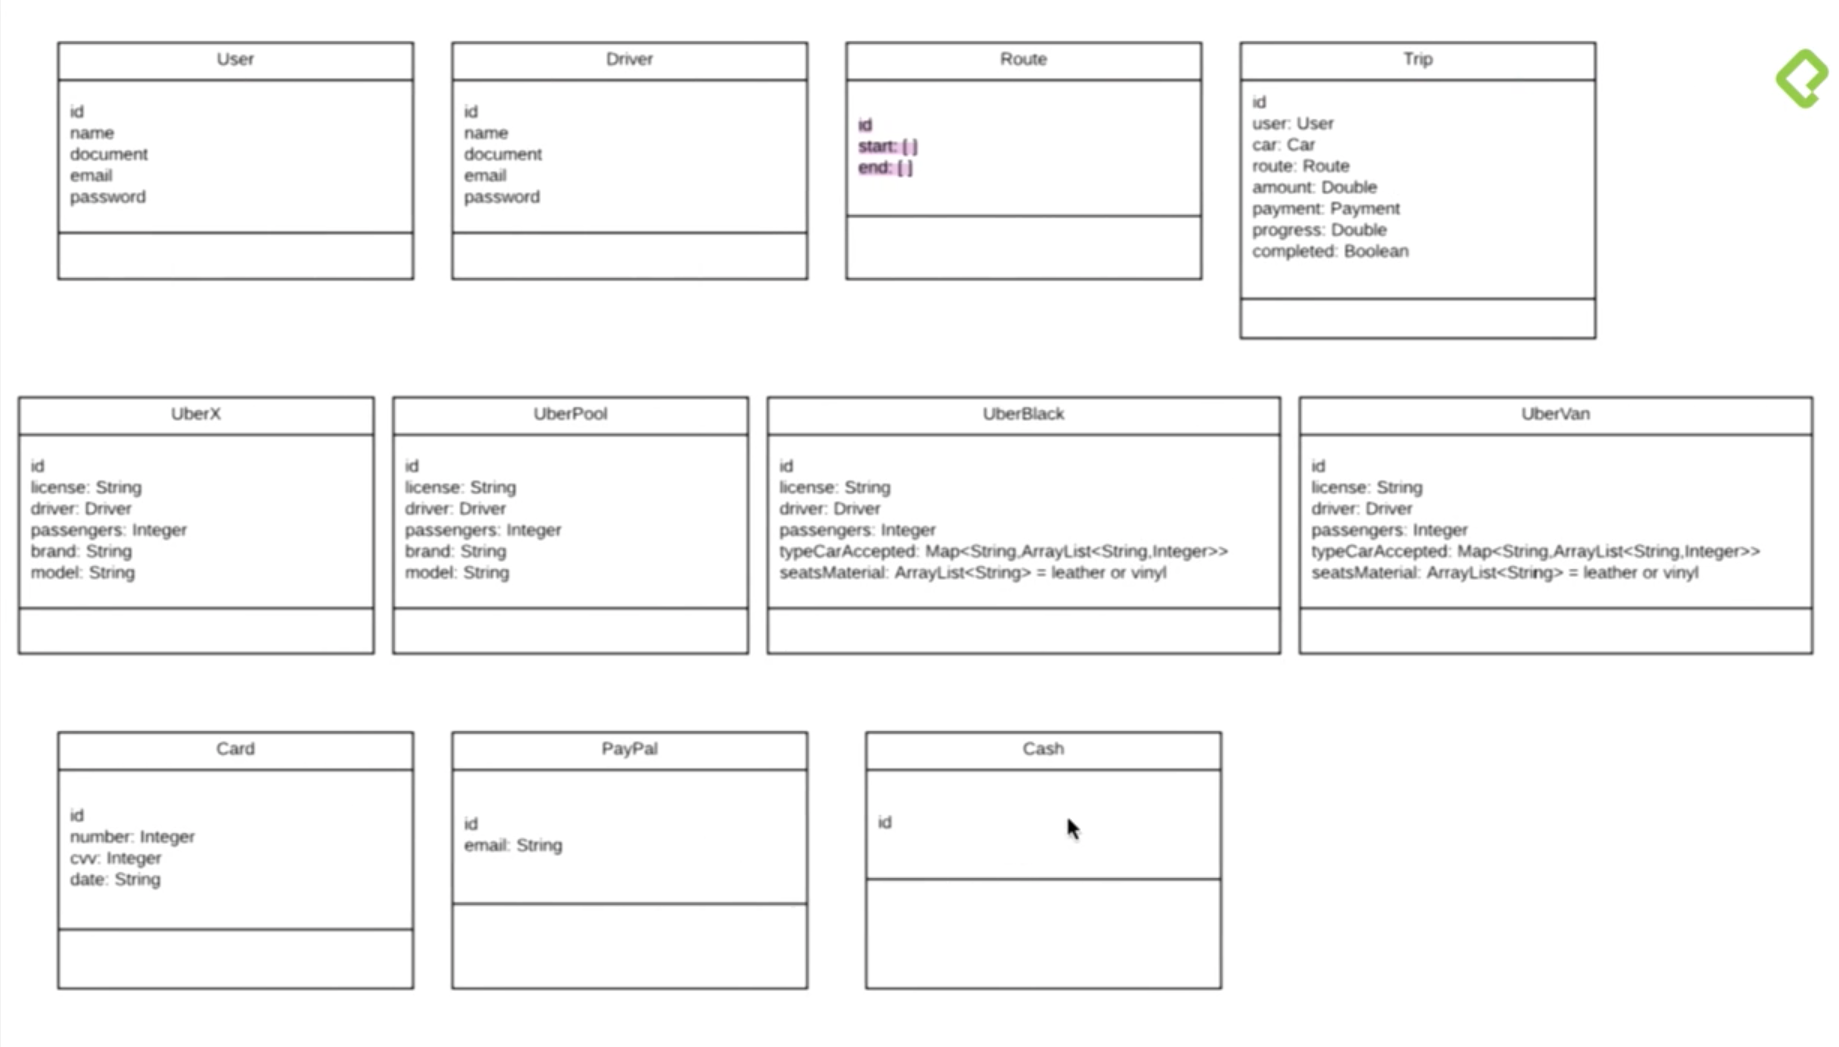 User
id
name
document
email
password
Driver
id
name
document
email
password
Route
id
start: [ ]
end: [ ]
Trip
id
user: User
car: Car
route: Route
amount: Double
payment: Payment
progress: Double
completed: Boolean
UberX
id
license: String
driver: Driver
passengers: Integer
brand: String
model: String
UberPool
id
license: String
driver: Driver
passengers: Integer
brand: String
model: String
UberBlack
id
license: String
driver: Driver
passengers: Integer
typeCarAccepted: Map<String,ArrayList<String,Integer>>
seatsMaterial: ArrayList<String> = leather or vinyl
UberVan
id
license: String
driver: Driver
passengers: Integer
typeCarAccepted: Map<String,ArrayList<String,Integer>>
seatsMaterial: ArrayList<String> = leather or vinyl
Card
id
number: Integer
cvv: Integer
date: String
PayPal
id
email: String
Cash
id